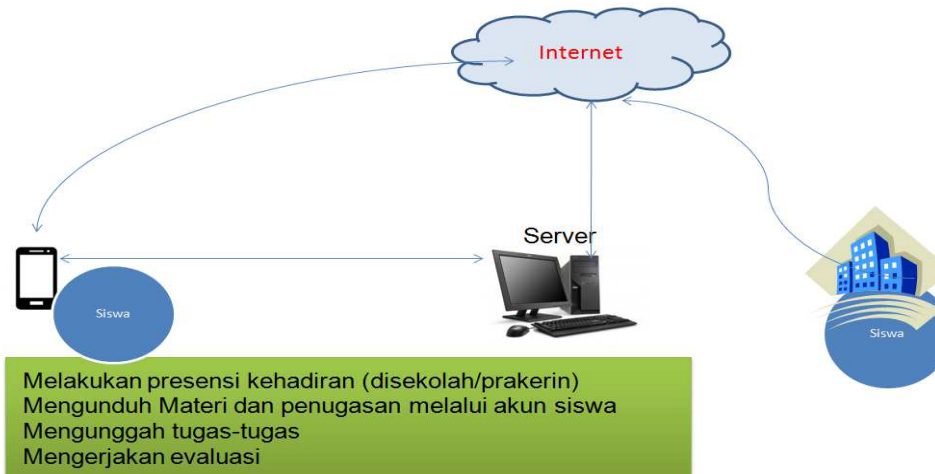 Internet
Server
Siswa
Siswa
Melakukan presensi kehadiran (disekolah/prakerin)
Mengunduh Materi dan penugasan melalui akun siswa
Mengunggah tugas-tugas
Mengerjakan evaluasi